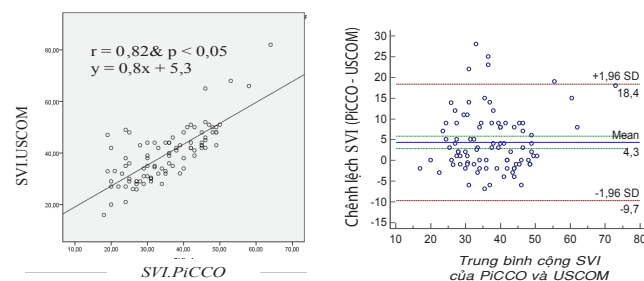 r = 0,82& p < 0,05
y = 0,8x + 5,3
80,00
60,00
40,00
20,00
SVI.USCOM
10,00 20,00 30,00 40,00 50,00 60,00 70,00
SVI.PiCCO
Chênh lệch SVI (PiCCO - USCOM)
30
25
20
15
10
5
0
-5
-10
-15
+1,96 SD
18,4
Mean
4,3
-1,96 SD
-9,7
10 20 30 40 50 60 70 80
Trung bình cộng SVI
của PiCCO và USCOM